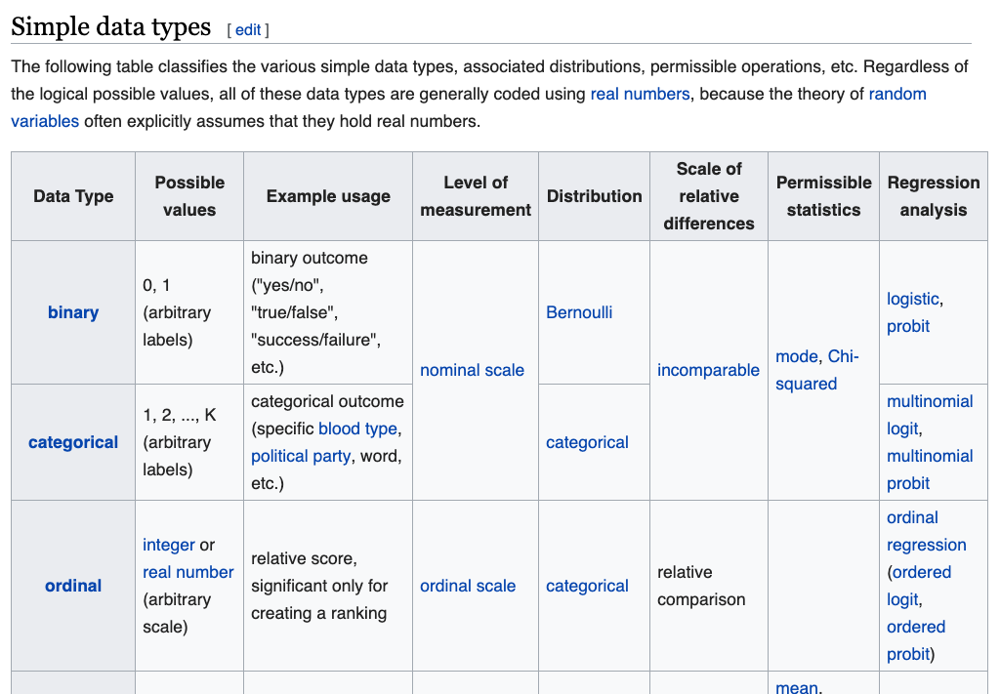 Simple data types [ edit ]
The following table classifies the various simple data types, associated distributions, permissible operations, etc. Regardless of
the logical possible values, all of these data types are generally coded using real numbers, because the theory of random
variables often explicitly assumes that they hold real numbers.
Data Type
Possible
values
Example usage
Level of
measurement
Distribution
Scale of
relative
differences
Permissible
statistics
Regression
analysis
binary
0, 1
(arbitrary
labels)
binary outcome
("yes/no",
"true/false",
"success/failure",
etc.)
nominal scale
Bernoulli
incomparable
mode, Chi-
squared
logistic,
probit
categorical
1, 2, ..., K
(arbitrary
labels)
categorical outcome
(specific blood type,
political party, word,
etc.)
categorical
multinomial
logit,
multinomial
probit
ordinal
integer or
real number
(arbitrary
scale)
relative score,
significant only for
creating a ranking
ordinal scale
categorical
relative
comparison
ordinal
regression
(ordered
logit,
ordered
probit)
mean,